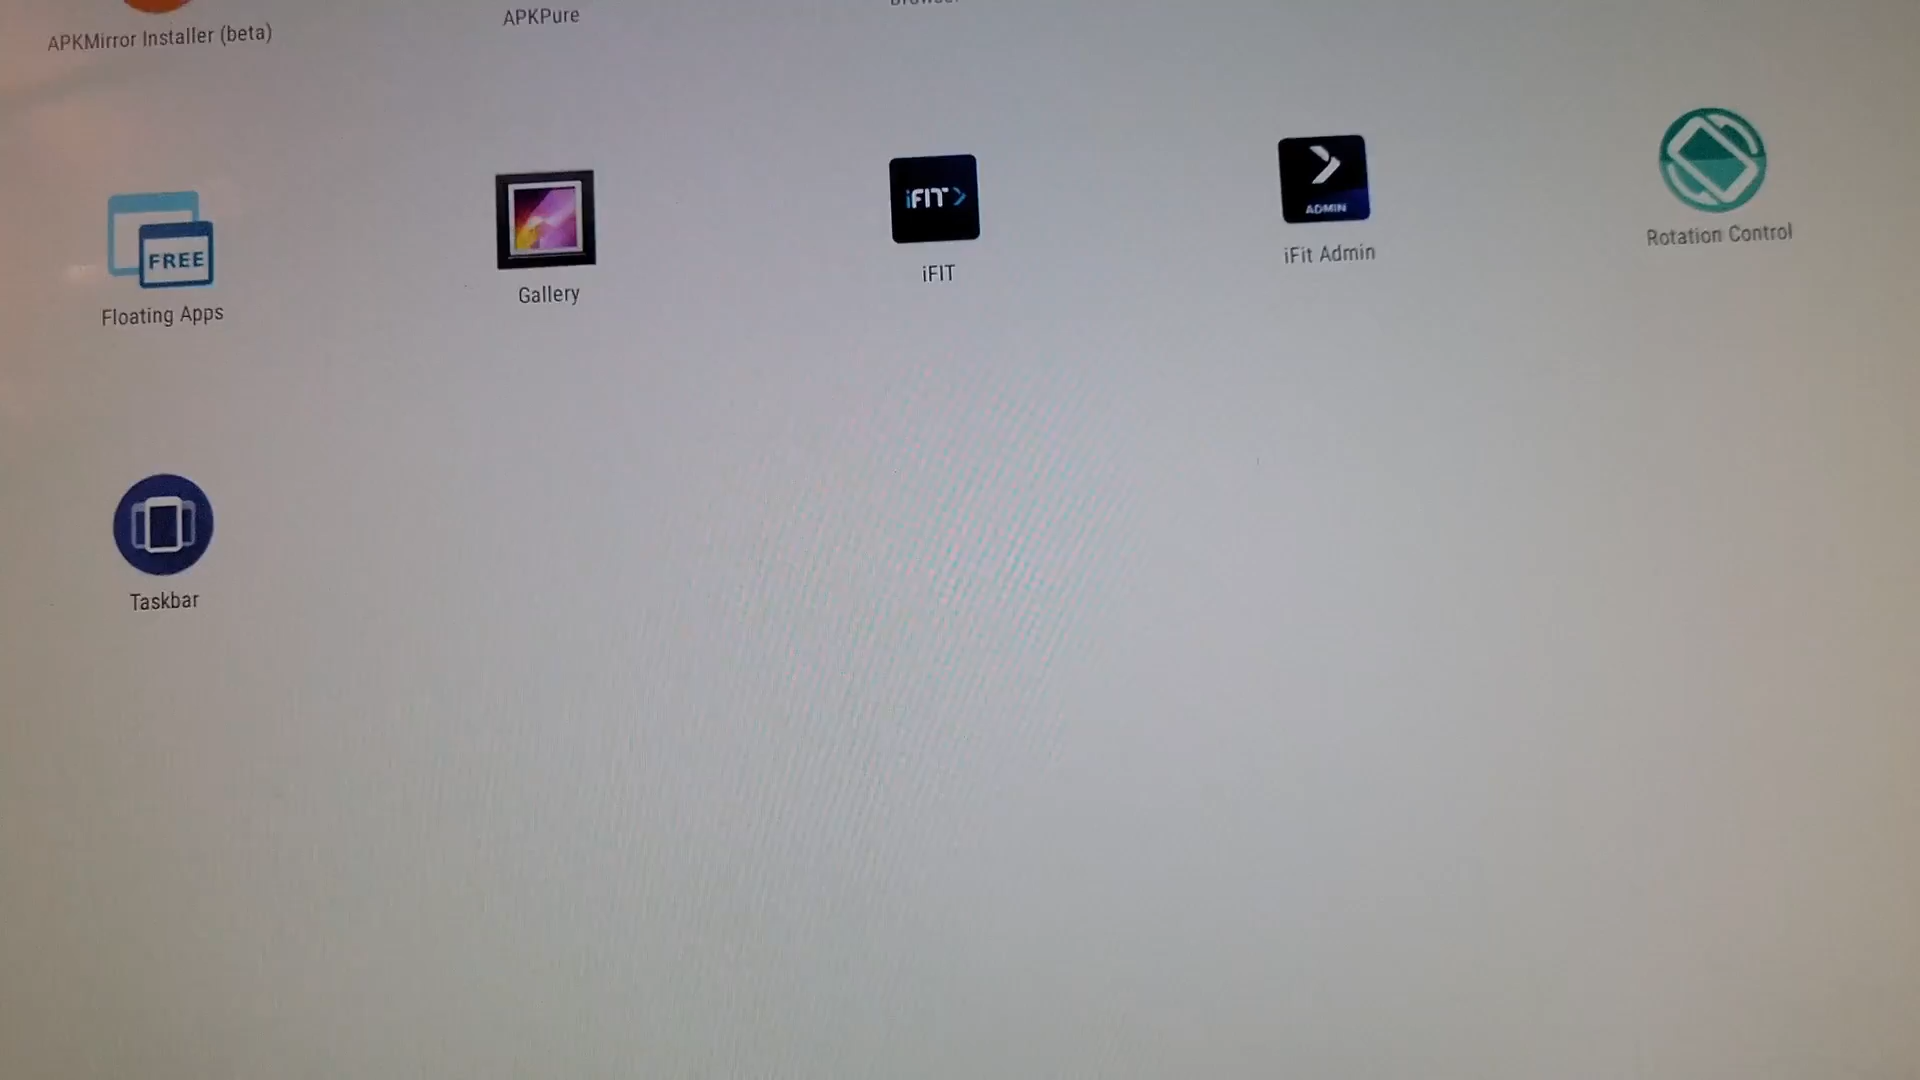 APKMirror Installer (beta)
APKPure
FREE
Floating Apps
Gallery
iFIT
iFIT
ADMIN
iFit Admin
Rotation Control
Taskbar